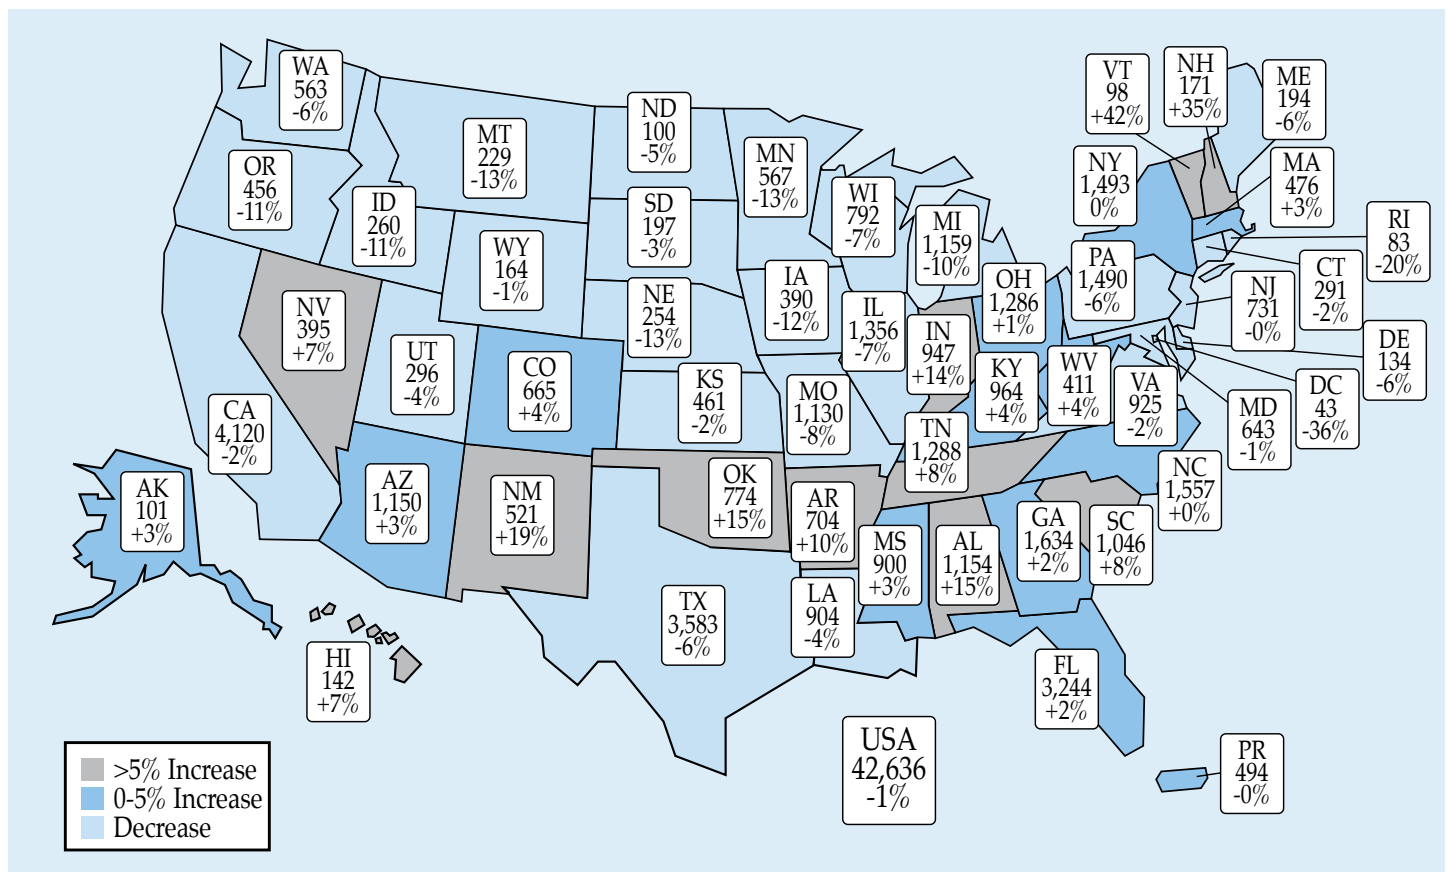 WA
563
-6%
OR
456
-11%
CA
4,120
-2%
AK
101
+3%
HI
142
+7%
NV
395
+7%
ID
260
-11%
MT
229
-13%
WY
164
-1%
UT
296
-4%
AZ
1,150
+3%
CO
665
+4%
NM
521
+19%
ND
100
-5%
SD
197
-3%
NE
254
-13%
KS
461
-2%
OK
774
+15%
TX
3,583
-6%
MN
567
-13%
IA
390
-12%
MO
1,130
-8%
AR
704
+10%
LA
904
-4%
WI
792
-7%
IL
1,356
-7%
MS
900
+3%
MI
1,159
-10%
IN
947
+14%
OH
1,286
+1%
KY
964
+4%
TN
1,288
+8%
AL
1,154
+15%
GA
1,634
+2%
FL
3,244
+2%
SC
1,046
+8%
NC
1,557
+0%
WV
411
+4%
VA
925
-2%
PA
1,490
-6%
NY
1,493
0%
VT
98
+42%
NH
171
+35%
ME
194
-6%
MA
476
+3%
RI
83
-20%
CT
291
-2%
NJ
731
-0%
DE
134
-6%
DC
43
-36%
MD
643
-1%
PR
494
-0%
USA
42,636
-1%
>5% Increase
0-5% Increase
Decrease